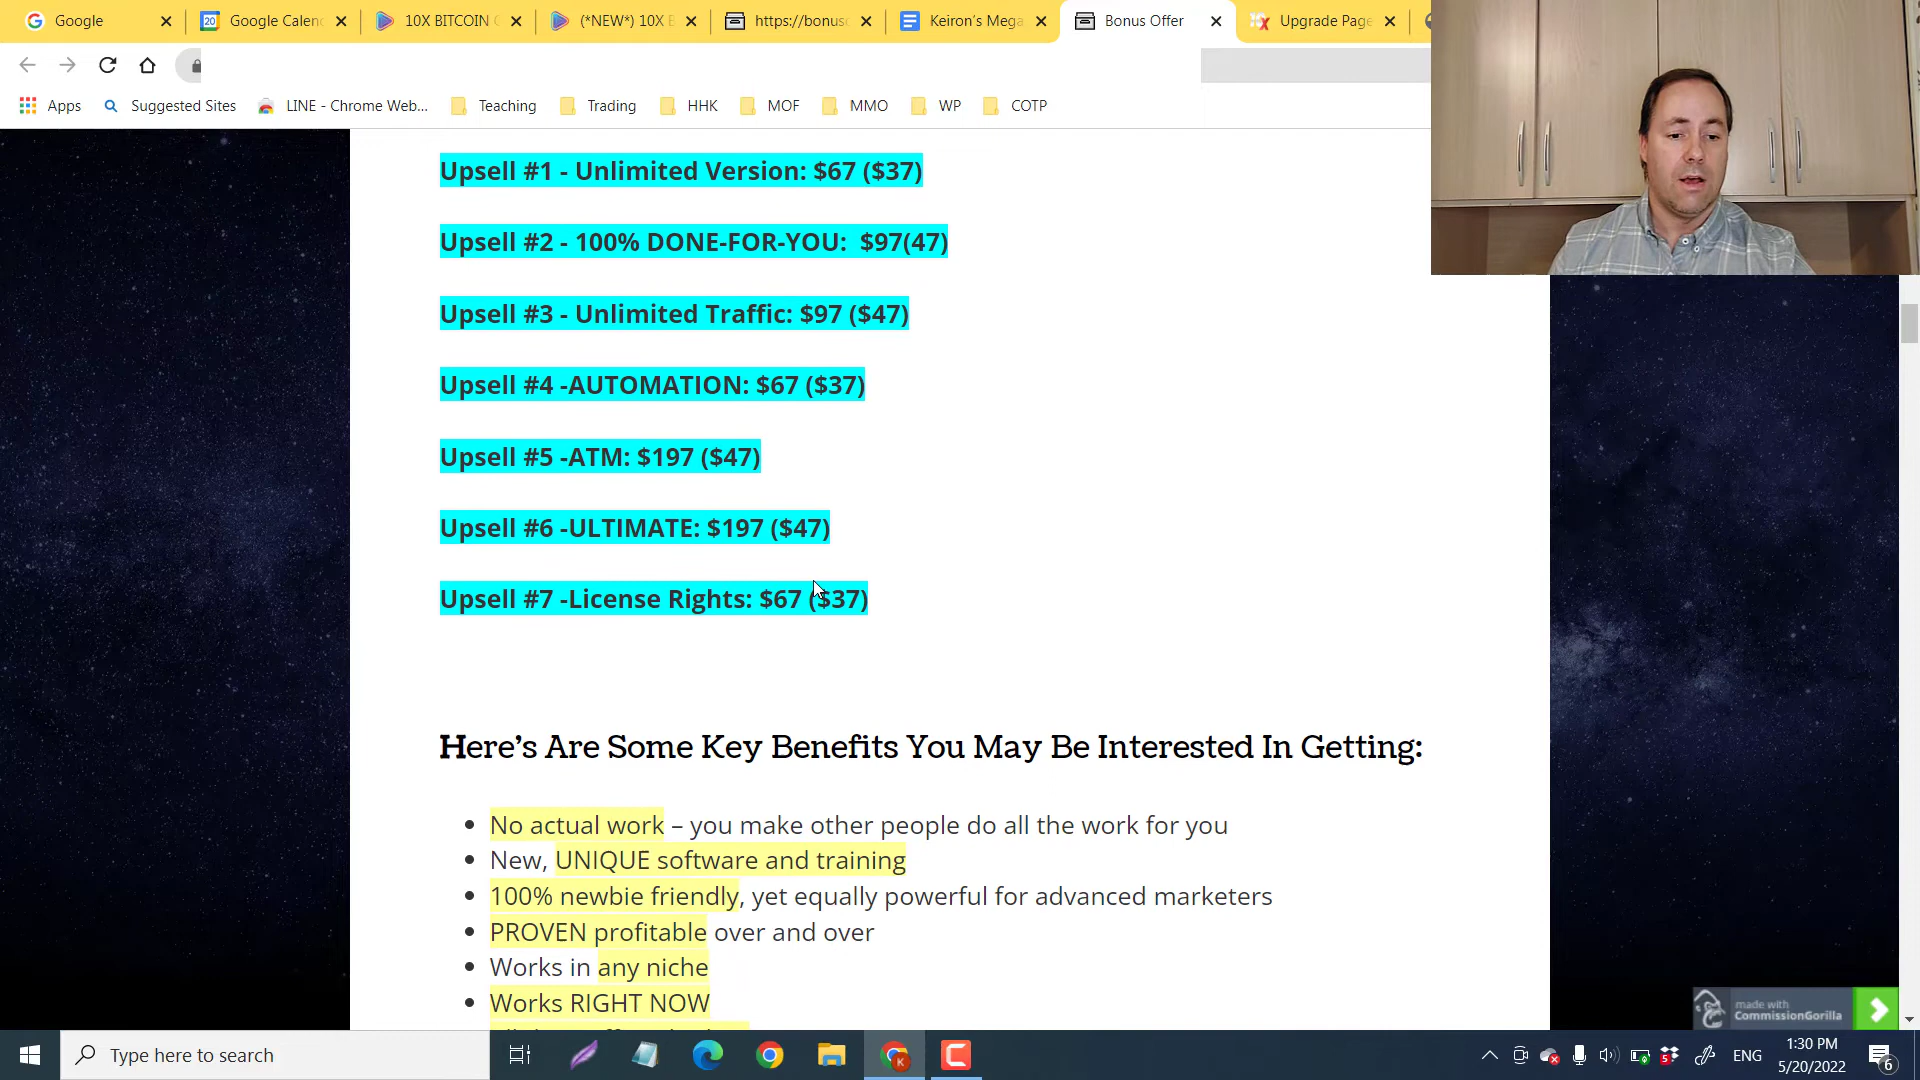 Google
Google Calen
10X BITCOIN
(*NEW*) 10X B
https://bonus
Keiron's Mega
Bonus Offer
Upgrade Page
Apps
Suggested Sites
LINE - Chrome Web...
Teaching
Trading
HHK
MOF
MMO
WP
COTP
Upsell #1 - Unlimited Version: $67 ($37)
Upsell #2 - 100% DONE-FOR-YOU: $97(47)
Upsell #3 - Unlimited Traffic: $97 ($47)
Upsell #4 -AUTOMATION: $67 ($37)
Upsell #5 -ATM: $197 ($47)
Upsell #6 -ULTIMATE: $197 ($47)
Upsell #7 -License Rights: $67 ($37)
Here's Are Some Key Benefits You May Be Interested In Getting:
• No actual work – you make other people do all the work for you
• New, UNIQUE software and training
• 100% newbie friendly, yet equally powerful for advanced marketers
• PROVEN profitable over and over
• Works in any niche
• Works RIGHT NOW
made with
CommissionGorilla
Type here to search
ENG
1:30 PM
5/20/2022
6